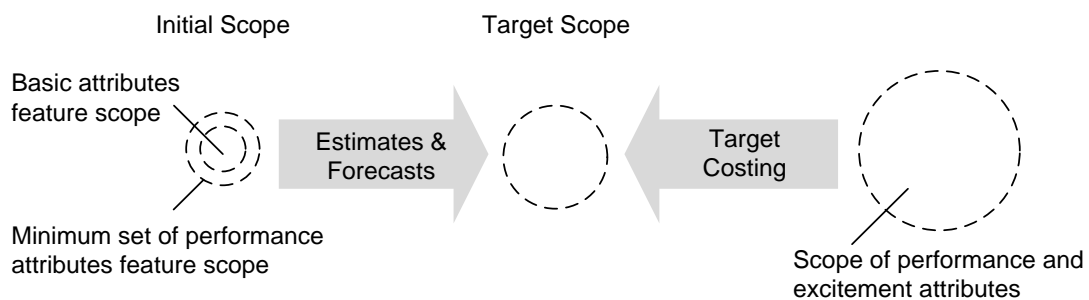 Initial Scope
Target Scope
Basic attributes
feature scope
Estimates &
Forecasts
Target
Costing
Minimum set of performance
attributes feature scope
Scope of performance and
excitement attributes